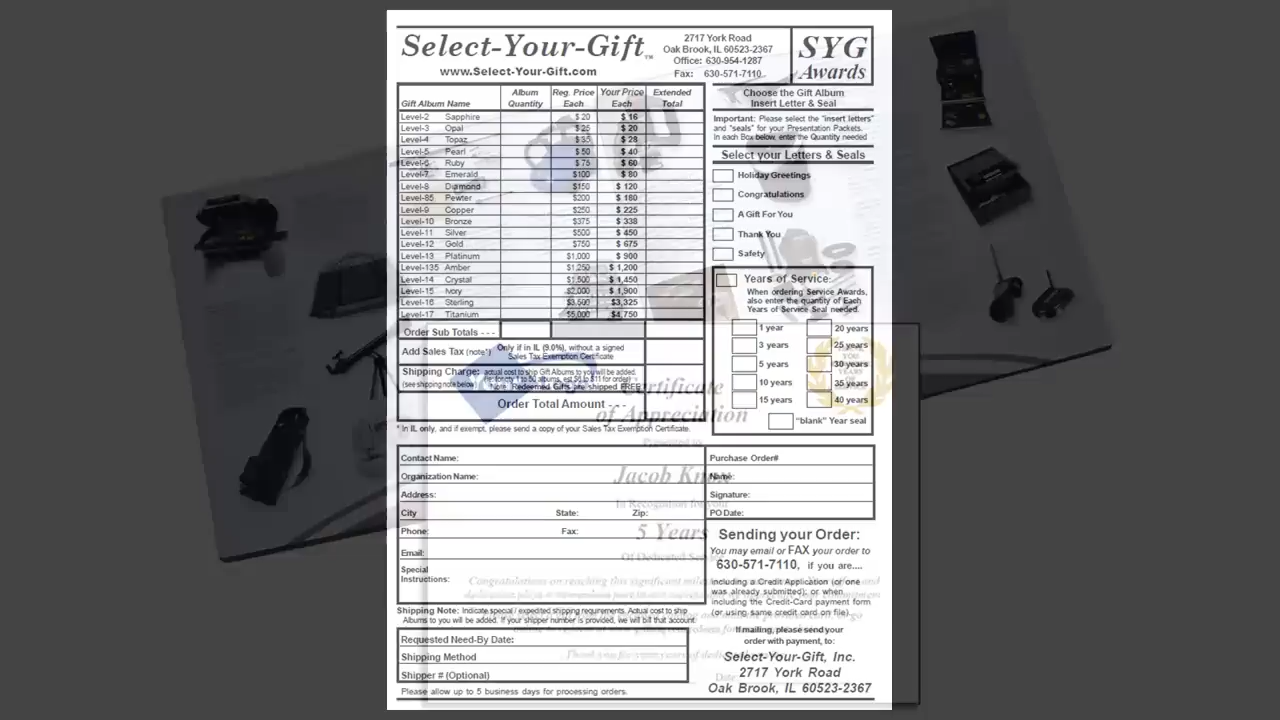 Select-Your-Gift™
www.Select-Your-Gift.com
2717 York Road
Oak Brook, IL 60523-2367
Office: 630-954-1287
Fax: 630-571-7110
SYG
Awards
Gift Album Name Album Quantity Reg. Price Each Your Price Each Extended Total
Level-2 Sapphire $ 20 $ 16
Level-3 Opal $ 25 $ 20
Level-4 Topaz $ 35 $ 28
Level-5 Pearl $ 50 $ 40
Level-6 Ruby $ 75 $ 60
Level-7 Emerald $100 $ 80
Level-8 Diamond $150 $ 120
Level-85 Pewter $200 $ 180
Level-9 Copper $250 $ 225
Level-10 Bronze $375 $ 338
Level-11 Silver $500 $ 450
Level-12 Gold $750 $ 675
Level-13 Platinum $1,000 $ 900
Level-135 Amber $1,250 $ 1,200
Level-14 Crystal $1,500 $ 1,450
Level-15 Ivory $2,000 $ 1,900
Level-16 Sterling $3,500 $3,325
Level-17 Titanium $5,000 $4,750
Order Sub Totals - - -
Add Sales Tax (note*) Only if in IL (9.0%), without a signed
Sales Tax Exemption Certificate
Shipping Charge: actual cost to ship Gift Albums to you will be added.
(see shipping note below)
Note: Redeemed Gifts are shipped FREE
Order Total Amount - - -
* In IL only, and if exempt, please send a copy of your Sales Tax Exemption Certificate.
Choose the Gift Album
Insert Letter & Seal
Important: Please select the "insert letters"
and "seals" for your Presentation Packets.
In each Box below, enter the Quantity needed
Select your Letters & Seals
Holiday Greetings
Congratulations
A Gift For You
Thank You
Safety
Years of Service:
When ordering Service Awards,
also enter the quantity of Each
Years of Service Seal needed.
1 year 20 years
3 years 25 years
5 years 30 years
10 years 35 years
15 years 40 years
"blank" Year seal
Certificate
of Appreciation
Presented to
Jacob
In Recognition for your
5 Years
Of Dedicated
Contact Name:
Organization Name:
Address:
City State: Zip:
Phone: Fax:
Email:
Special
Instructions:
Purchase Order#
Name:
Signature:
PO Date:
Shipping Note: Indicate special / expedited shipping requirements. Actual cost to ship
Albums to you will be added. If your shipper number is provided, we will bill that account.
Requested Need-By Date:
Shipping Method
Shipper # (Optional)
Please allow up to 5 business days for processing orders.
Sending your Order:
You may email or FAX your order to
630-571-7110, if you are....
Including a Credit Application (or one
was already submitted); or when
including the Credit-Card payment form
(or using same credit card on file).
If mailing, please send your
order with payment, to:
Select-Your-Gift, Inc.
2717 York Road
Oak Brook, IL 60523-2367
Congratulations on reaching this significant
Date